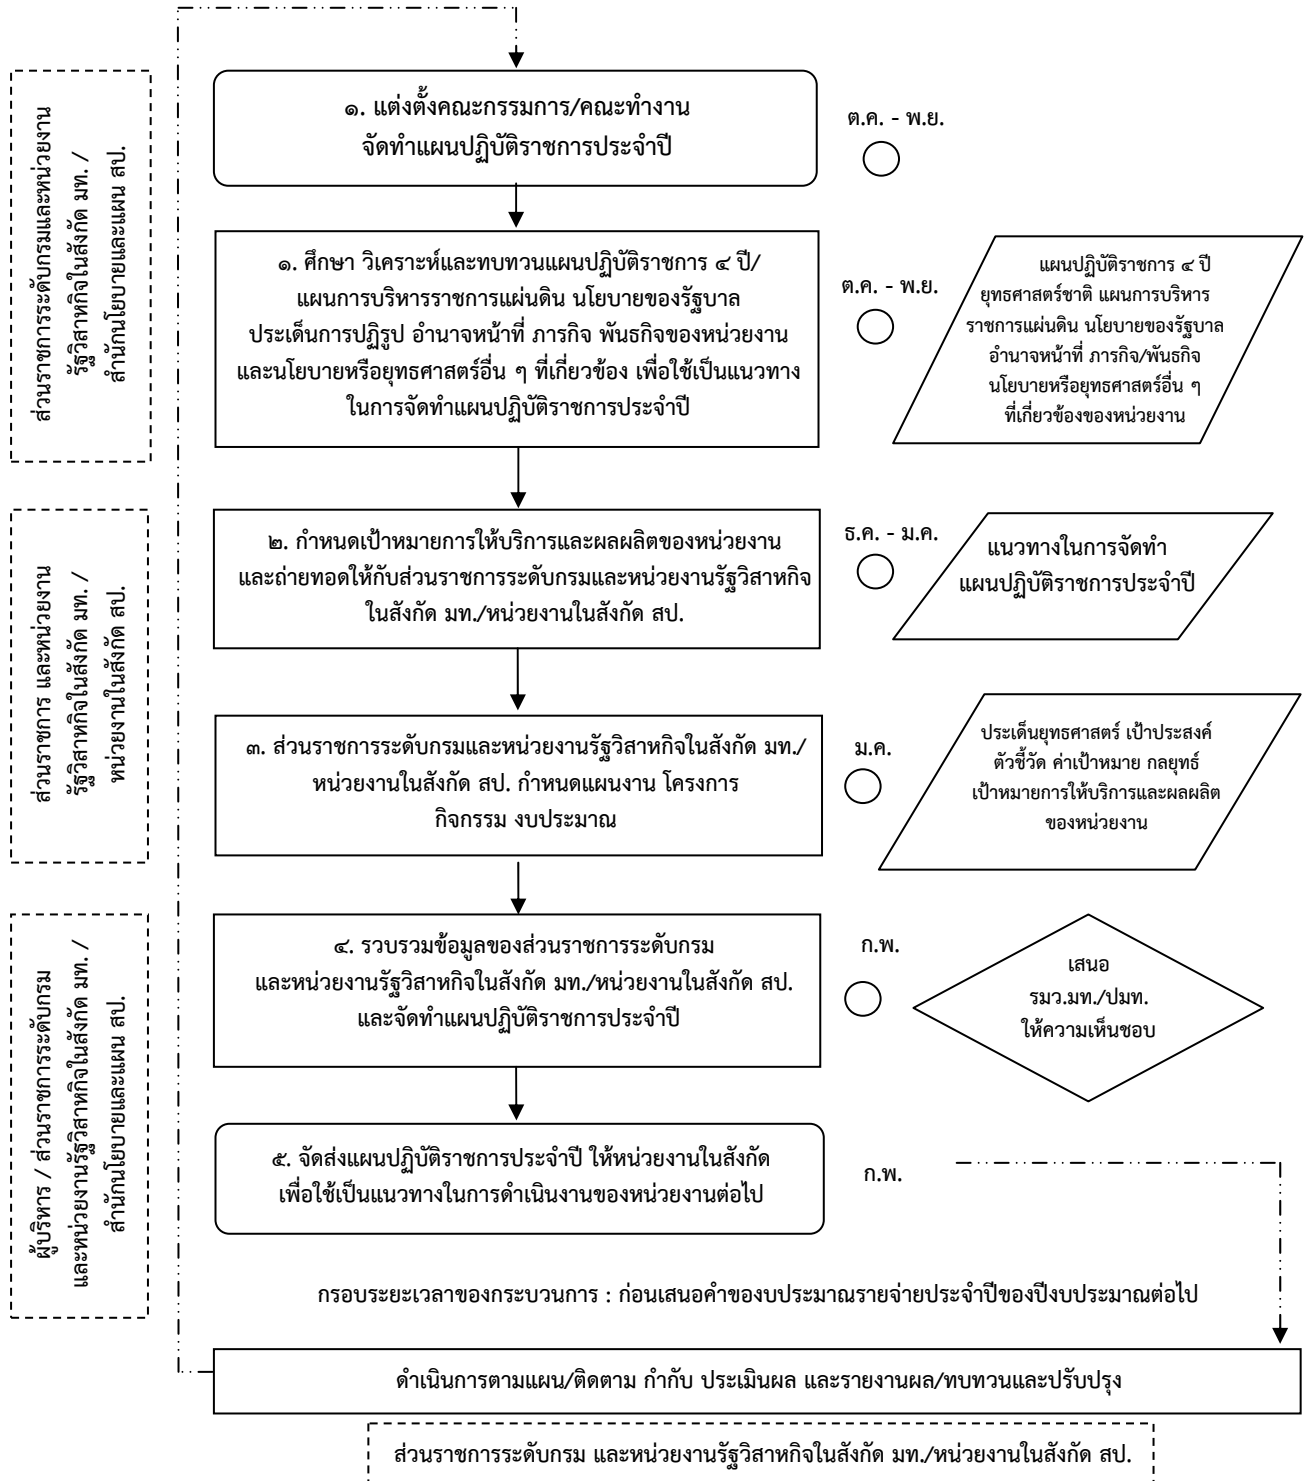 ส่วนราชการระดับกรมและหน่วยงาน
รัฐวิสาหกิจในสังกัด มท. /
สำนักนโยบายและแผน สป.
๑. แต่งตั้งคณะกรรมการ/คณะทำงาน
จัดทำแผนปฏิบัติราชการประจำปี
ต.ค. - พ.ย.
๑. ศึกษา วิเคราะห์และทบทวนแผนปฏิบัติราชการ ๔ ปี/
แผนการบริหารราชการแผ่นดิน นโยบายของรัฐบาล
ประเด็นการปฏิรูป อำนาจหน้าที่ ภารกิจ พันธกิจของหน่วยงาน
และนโยบายหรือยุทธศาสตร์อื่น ๆ ที่เกี่ยวข้อง เพื่อใช้เป็นแนวทาง
ในการจัดทำแผนปฏิบัติราชการประจำปี
ต.ค. - พ.ย.
แผนปฏิบัติราชการ ๔ ปี
ยุทธศาสตร์ชาติ แผนการบริหาร
ราชการแผ่นดิน นโยบายของรัฐบาล
อำนาจหน้าที่ ภารกิจ/พันธกิจ
นโยบายหรือยุทธศาสตร์อื่น ๆ
ที่เกี่ยวข้องของหน่วยงาน
ส่วนราชการ และหน่วยงาน
รัฐวิสาหกิจในสังกัด มท. /
หน่วยงานในสังกัด สป.
๒. กำหนดเป้าหมายการให้บริการและผลผลิตของหน่วยงาน
และถ่ายทอดให้กับส่วนราชการระดับกรมและหน่วยงานรัฐวิสาหกิจ
ในสังกัด มท./หน่วยงานในสังกัด สป.
ธ.ค. - ม.ค.
แนวทางในการจัดทำ
แผนปฏิบัติราชการประจำปี
๓. ส่วนราชการระดับกรมและหน่วยงานรัฐวิสาหกิจในสังกัด มท./
หน่วยงานในสังกัด สป. กำหนดแผนงาน โครงการ
กิจกรรม งบประมาณ
ม.ค.
ประเด็นยุทธศาสตร์ เป้าประสงค์
ตัวชี้วัด ค่าเป้าหมาย กลยุทธ์
เป้าหมายการให้บริการและผลผลิต
ของหน่วยงาน
ผู้บริหาร / ส่วนราชการระดับกรม
และหน่วยงานรัฐวิสาหกิจในสังกัด มท. /
สำนักนโยบายและแผน สป.
๔. รวบรวมข้อมูลของส่วนราชการระดับกรม
และหน่วยงานรัฐวิสาหกิจในสังกัด มท./หน่วยงานในสังกัด สป.
และจัดทำแผนปฏิบัติราชการประจำปี
ก.พ.
เสนอ
รมว.มท./ปมท.
ให้ความเห็นชอบ
๕. จัดส่งแผนปฏิบัติราชการประจำปี ให้หน่วยงานในสังกัด
เพื่อใช้เป็นแนวทางในการดำเนินงานของหน่วยงานต่อไป
ก.พ.
กรอบระยะเวลาของกระบวนการ : ก่อนเสนอคำของบประมาณรายจ่ายประจำปีของปีงบประมาณต่อไป
ดำเนินการตามแผน/ติดตาม กำกับ ประเมินผล และรายงานผล/ทบทวนและปรับปรุง
ส่วนราชการระดับกรม และหน่วยงานรัฐวิสาหกิจในสังกัด มท./หน่วยงานในสังกัด สป.